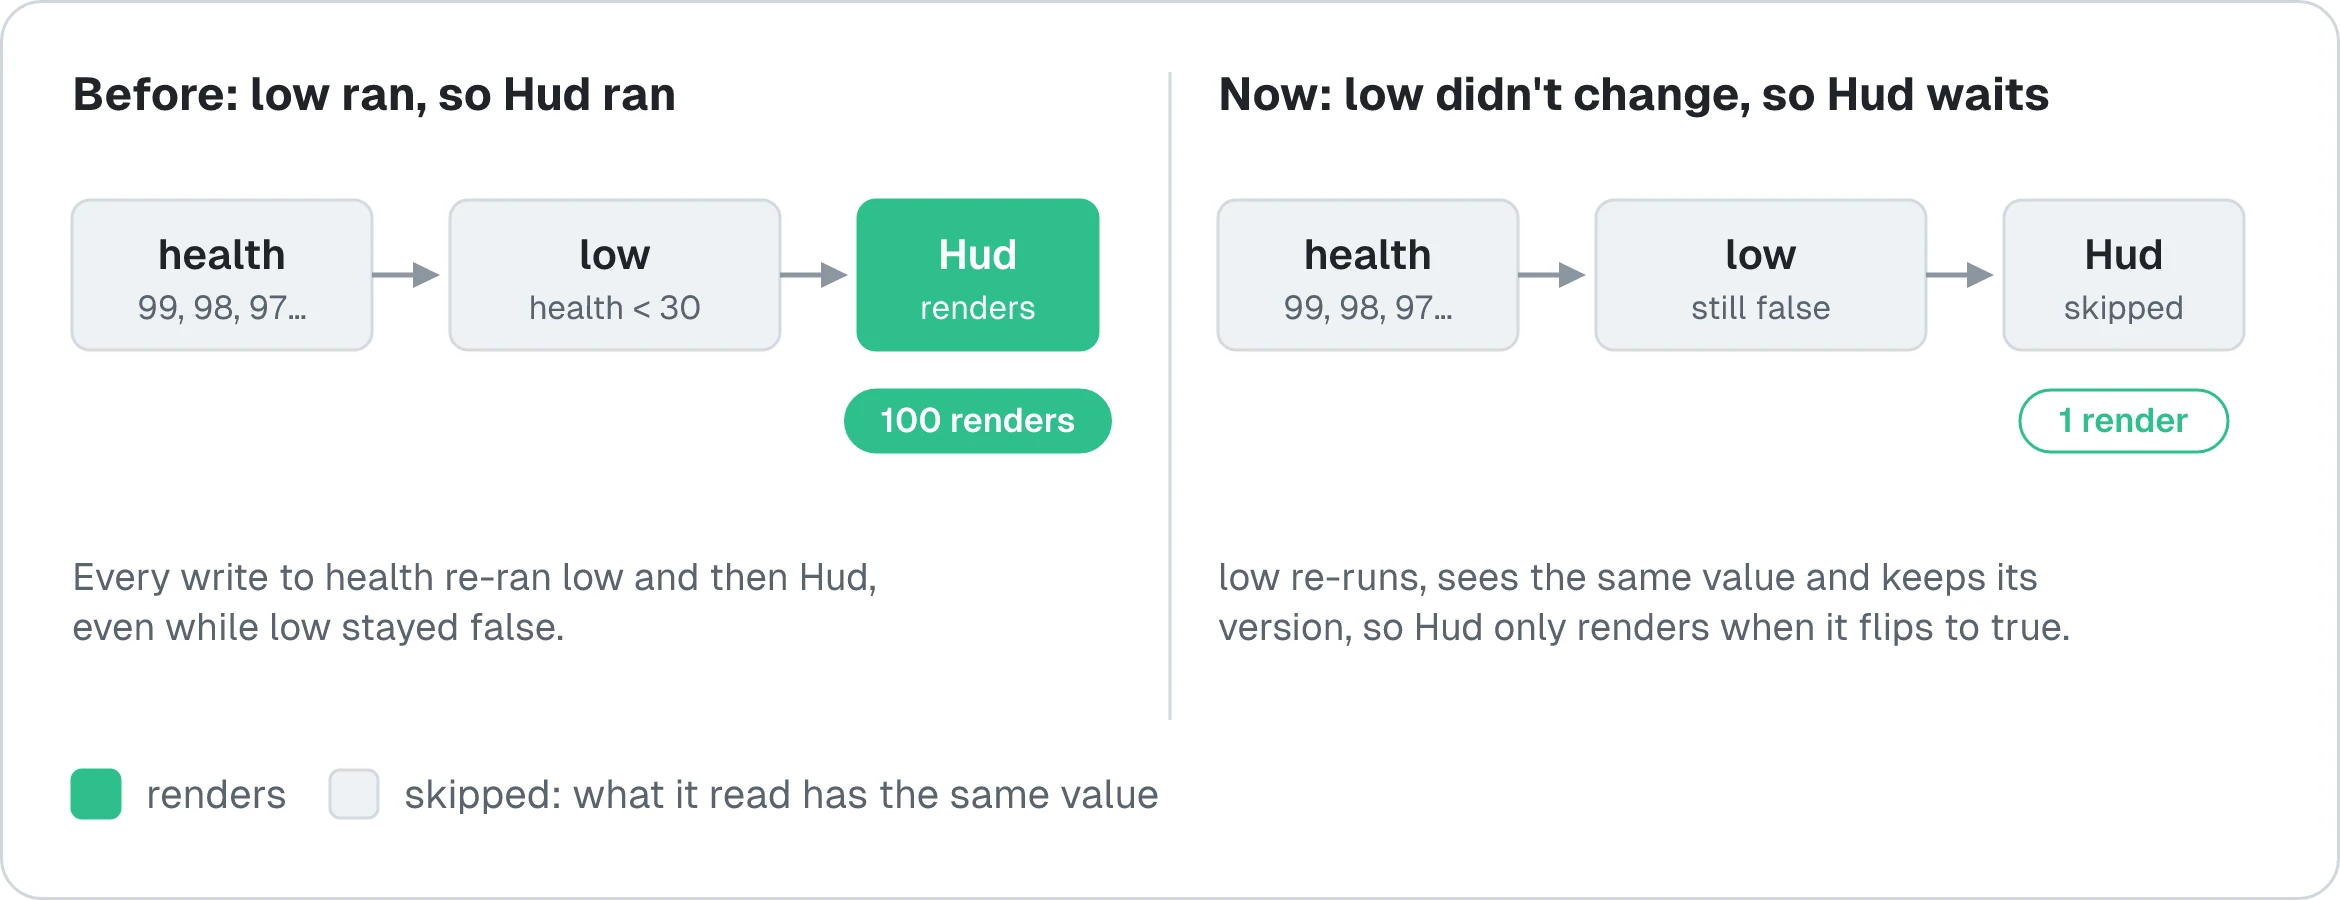 Before: low ran, so Hud ran
health
99, 98, 97…
low
health < 30
Hud
renders
100 renders
Every write to health re-ran low and then Hud,
even while low stayed false.
Now: low didn't change, so Hud waits
health
99, 98, 97…
low
still false
Hud
skipped
1 render
low re-runs, sees the same value and keeps its
version, so Hud only renders when it flips to true.
renders
skipped: what it read has the same value